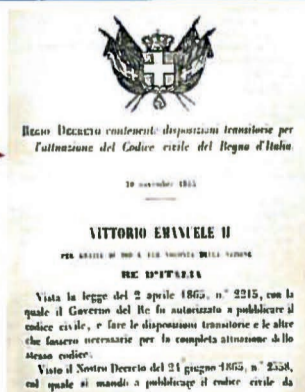 REGIO DECRETO contenente disposizioni transitorie per
l'attuazione del Codice civile del Regno d'Italia.
VITTORIO EMANUELE II
PER GRAZIA DI DIO E PER VOLONTÀ DELLA NAZIONE
RE D'ITALIA
Vista la legge del 2 aprile 1865, n.° 2215, con la
quale il Governo del Re fu autorizzato a pubblicare il
codice civile, e fare le disposizioni transitorie e le altre
che fossero necessarie per la completa attuazione dello
stesso codice;
Visto il Nostro Decreto del 21 giugno 1865, n.° 2358,
col quale si mandò a pubblicare il codice civile da